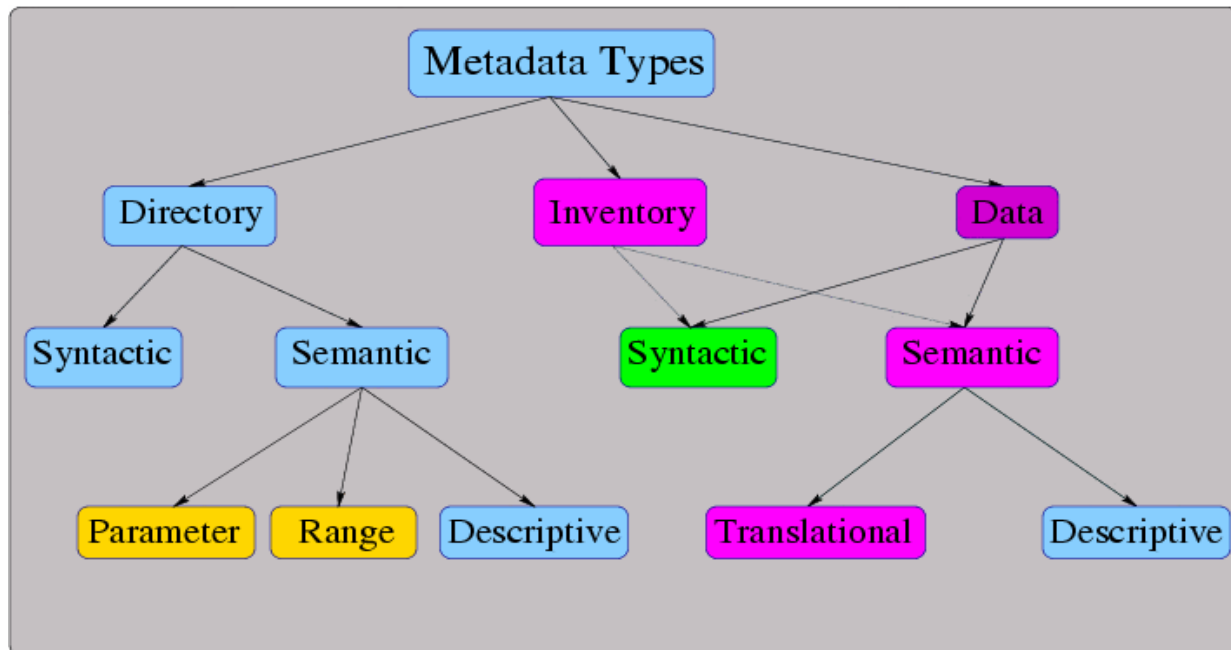 Metadata Types
Directory
Inventory
Data
Syntactic
Semantic
Syntactic
Semantic
Parameter
Range
Descriptive
Translational
Descriptive